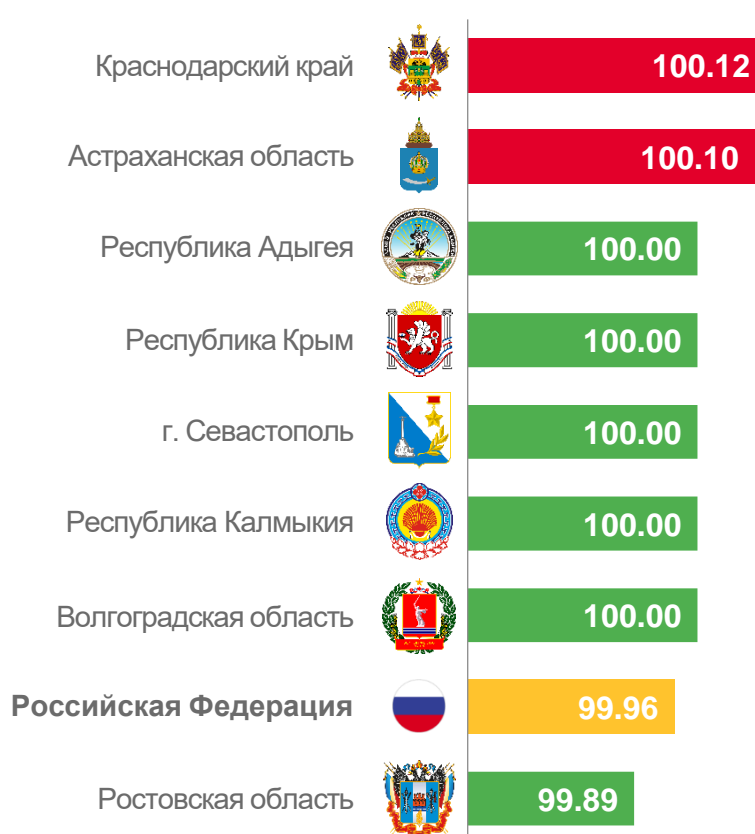 Краснодарский край 100.12
Астраханская область 100.10
Республика Адыгея 100.00
Республика Крым 100.00
г. Севастополь 100.00
Республика Калмыкия 100.00
Волгоградская область 100.00
Российская Федерация 99.96
Ростовская область 99.89